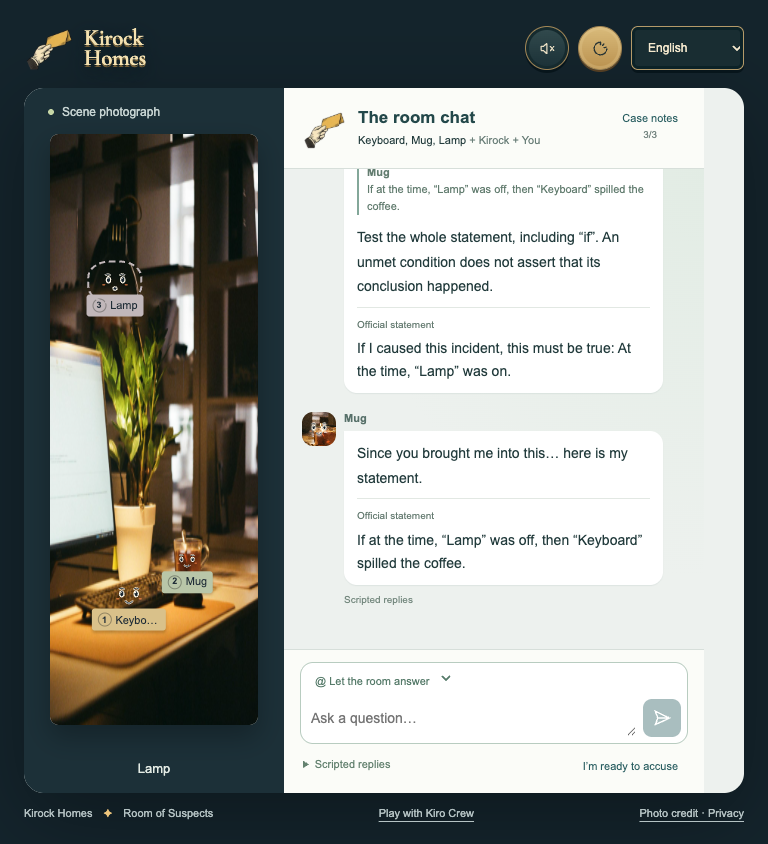 Kirock
Homes
English
Scene photograph
3 Lamp
2 Mug
1 Keybo…
Lamp
The room chat
Keyboard, Mug, Lamp + Kirock + You
Case notes
3/3
Mug
If at the time, “Lamp” was off, then “Keyboard” spilled the
coffee.
Test the whole statement, including “if”. An
unmet condition does not assert that its
conclusion happened.
Official statement
If I caused this incident, this must be true: At
the time, “Lamp” was on.
Mug
Since you brought me into this… here is my
statement.
Official statement
If at the time, “Lamp” was off, then “Keyboard”
spilled the coffee.
Scripted replies
@ Let the room answer
Ask a question…
Scripted replies
I’m ready to accuse
Kirock Homes ✦ Room of Suspects
Play with Kiro Crew
Photo credit · Privacy